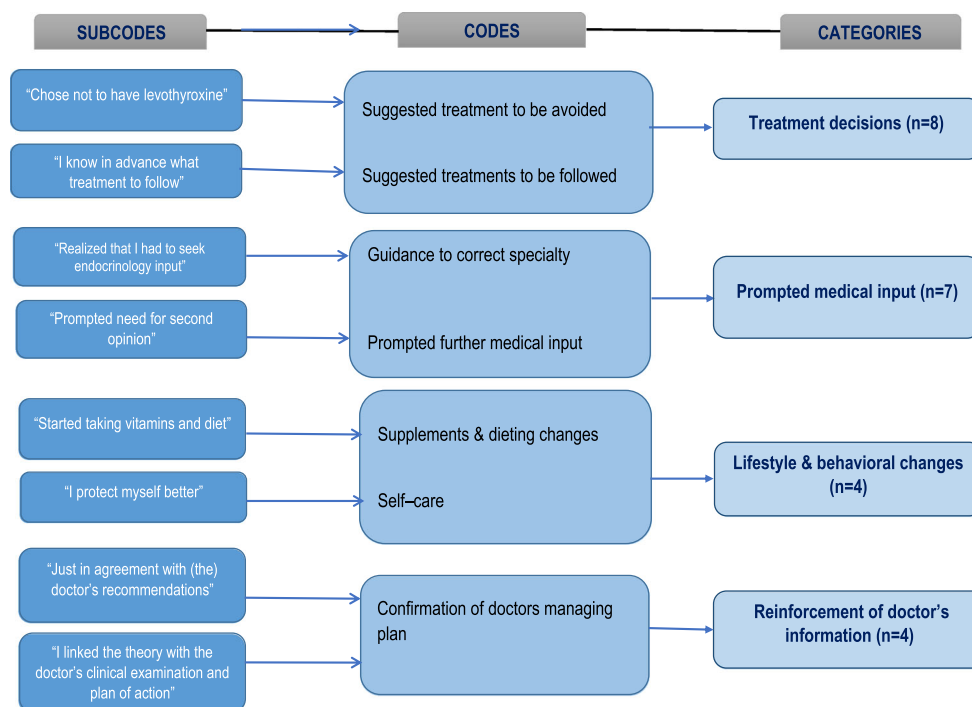 SUBCODES
CODES
CATEGORIES
“Chose not to have levothyroxine”
“I know in advance what
treatment to follow”
Suggested treatment to be avoided
Suggested treatments to be followed
Treatment decisions (n=8)
“Realized that I had to seek
endocrinology input”
“Prompted need for second
opinion”
Guidance to correct specialty
Prompted further medical input
Prompted medical input (n=7)
“Started taking vitamins and diet”
“I protect myself better”
Supplements & dieting changes
Self–care
Lifestyle & behavioral changes
(n=4)
“Just in agreement with (the)
doctor’s recommendations”
“I linked the theory with the
doctor’s clinical examination and
plan of action”
Confirmation of doctors managing
plan
Reinforcement of doctor’s
information (n=4)